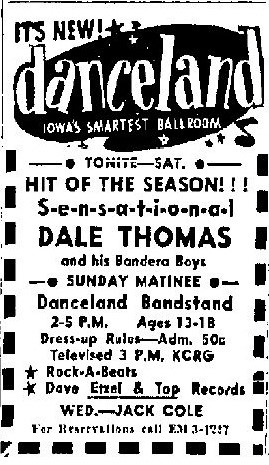 IT'S NEW!
danceland
IOWA'S SMARTEST BALLROOM
TONITE—SAT.
HIT OF THE SEASON!!!
S-e-n-s-a-t-i-o-n-a-l
DALE THOMAS
and his Bandera Boys
SUNDAY MATINEE
Danceland Bandstand
2-5 P.M. Ages 13-18
Dress-up Rules—Adm. 50c
Televised 3 P.M. KCRG
★ Rock-A-Beats
★ Dave Etzel & Top Records
WED.—JACK COLE
For Reservations call EM